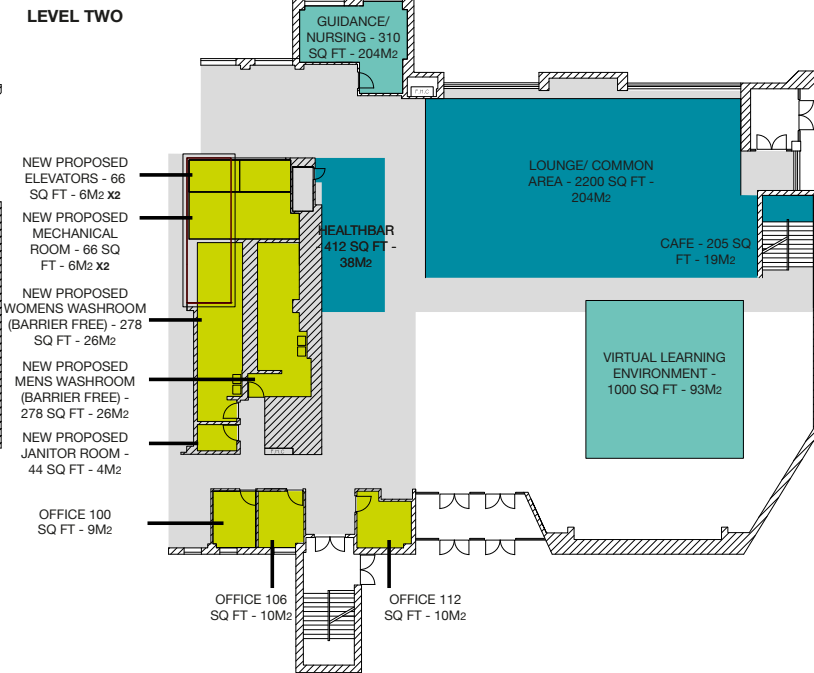 LEVEL TWO
GUIDANCE/
NURSING - 310
SQ FT - 204M2
F.H.C
NEW PROPOSED
ELEVATORS - 66
SQ FT - 6M2 X2
NEW PROPOSED
MECHANICAL
ROOM - 66 SQ
FT - 6M2 X2
NEW PROPOSED
WOMENS WASHROOM
(BARRIER FREE) - 278
SQ FT - 26M2
NEW PROPOSED
MENS WASHROOM
(BARRIER FREE) -
278 SQ FT - 26M2
NEW PROPOSED
JANITOR ROOM -
44 SQ FT - 4M2
OFFICE 100
SQ FT - 9M2
HEALTHBAR
- 412 SQ FT -
38M2
LOUNGE/ COMMON
AREA - 2200 SQ FT -
204M2
CAFE - 205 SQ
FT - 19M2
VIRTUAL LEARNING
ENVIRONMENT -
1000 SQ FT - 93M2
F.H.C
OFFICE 106
SQ FT - 10M2
OFFICE 112
SQ FT - 10M2